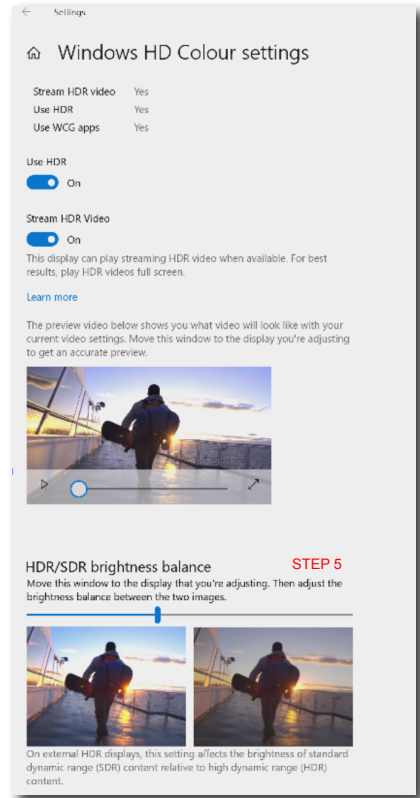 Settings
Windows HD Colour settings
Stream HDR video Yes
Use HDR Yes
Use WCG apps Yes
Use HDR
On
Stream HDR Video
On
This display can play streaming HDR video when available. For best
results, play HDR videos full screen.
Learn more
The preview video below shows you what video will look like with your
current video settings. Move this window to the display you're adjusting
to get an accurate preview.
HDR/SDR brightness balance STEP 5
Move this window to the display that you're adjusting. Then adjust the
brightness balance between the two images.
On external HDR displays, this setting affects the brightness of standard
dynamic range (SDR) content relative to high dynamic range (HDR)
content.